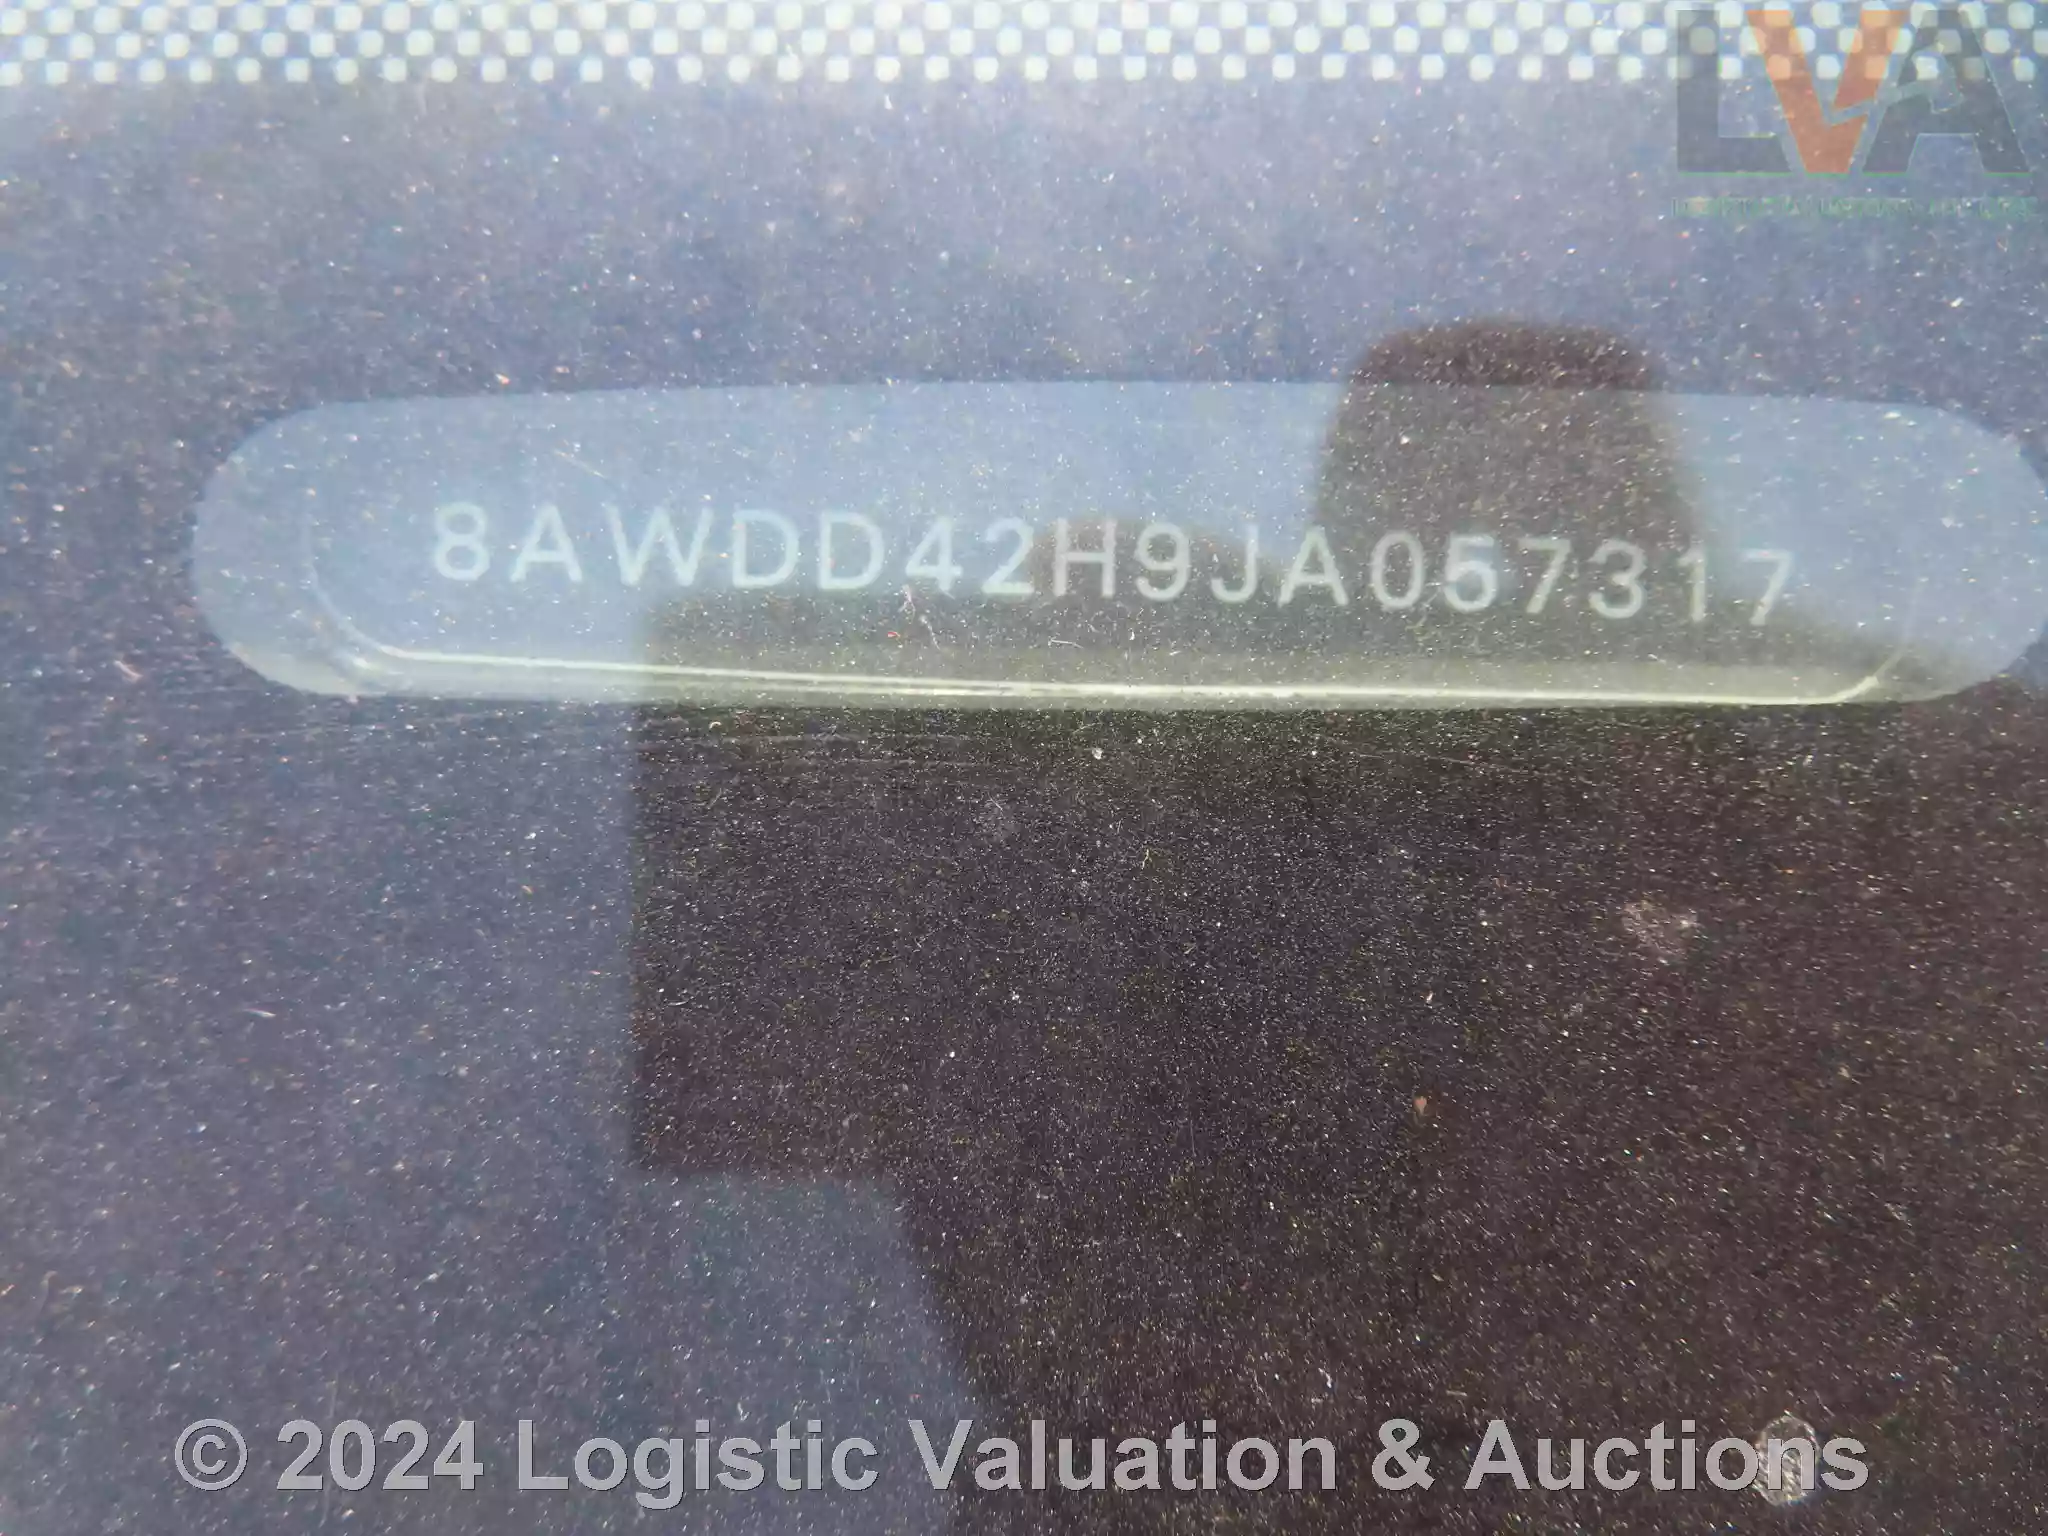 LVA
8AWDD42H9JA057317
© 2024 Logistic Valuation & Auctions